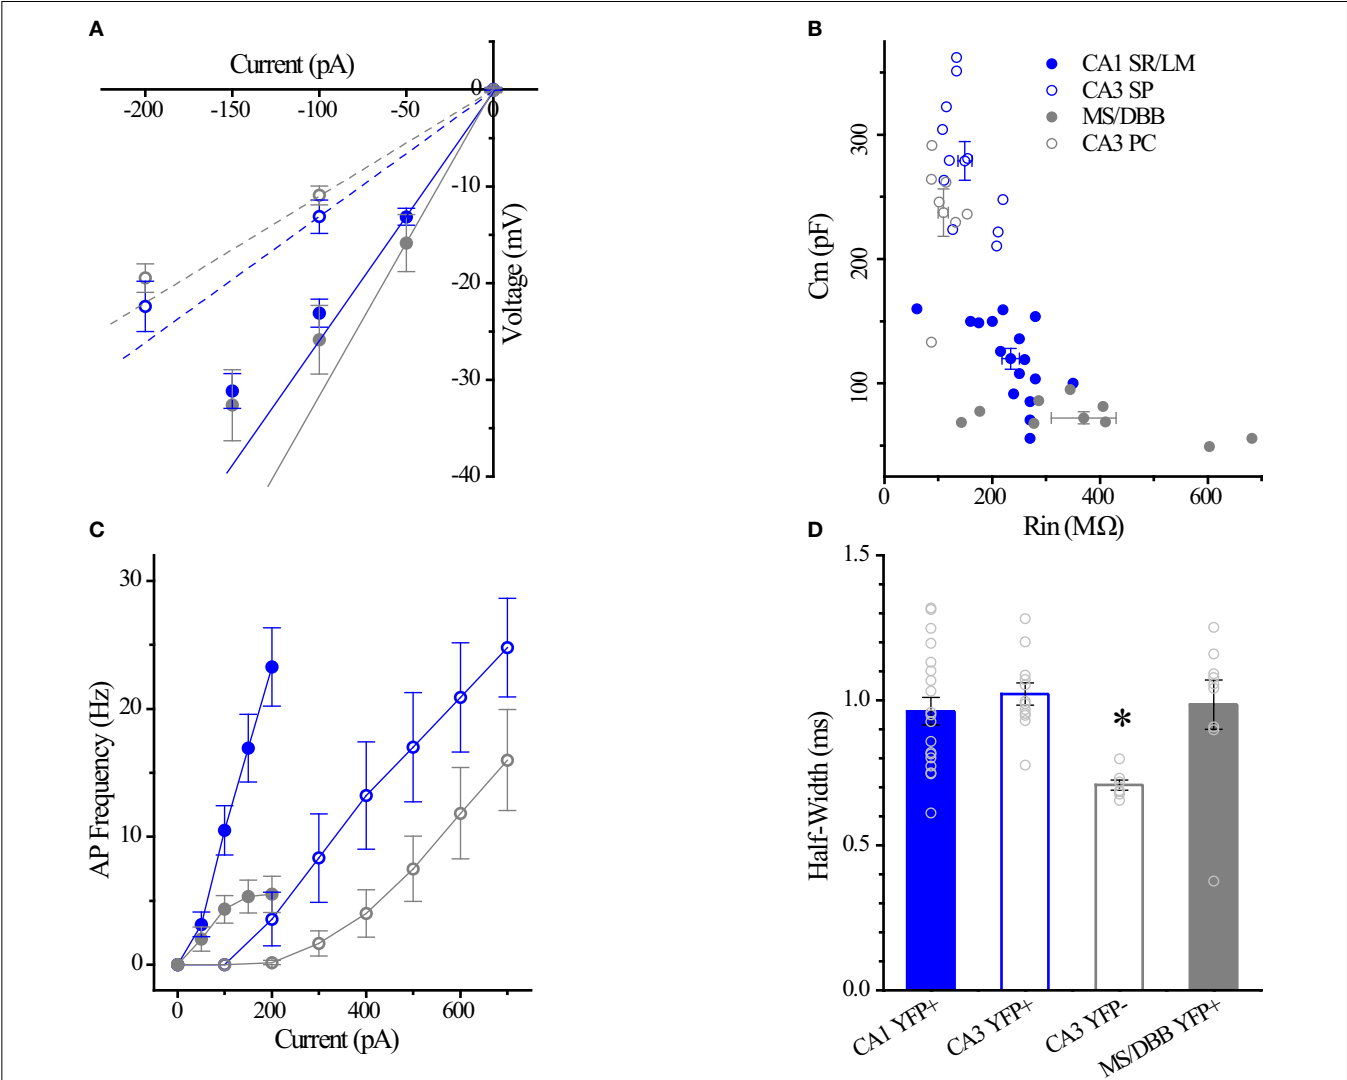 A
Current (pA)
-200 -150 -100 -50 0
0
-10
-20
-30
-40
Voltage (mV)
B
CA1 SR/LM
CA3 SP
MS/DBB
CA3 PC
300
200
100
Cm (pF)
0 200 400 600
Rin (MΩ)
C
30
20
10
0
AP Frequency (Hz)
0 200 400 600
Current (pA)
D
1.5
1.0
0.5
0.0
Half-Width (ms)
*
CA1 YFP+ CA3 YFP+ CA3 YFP- MS/DBB YFP+